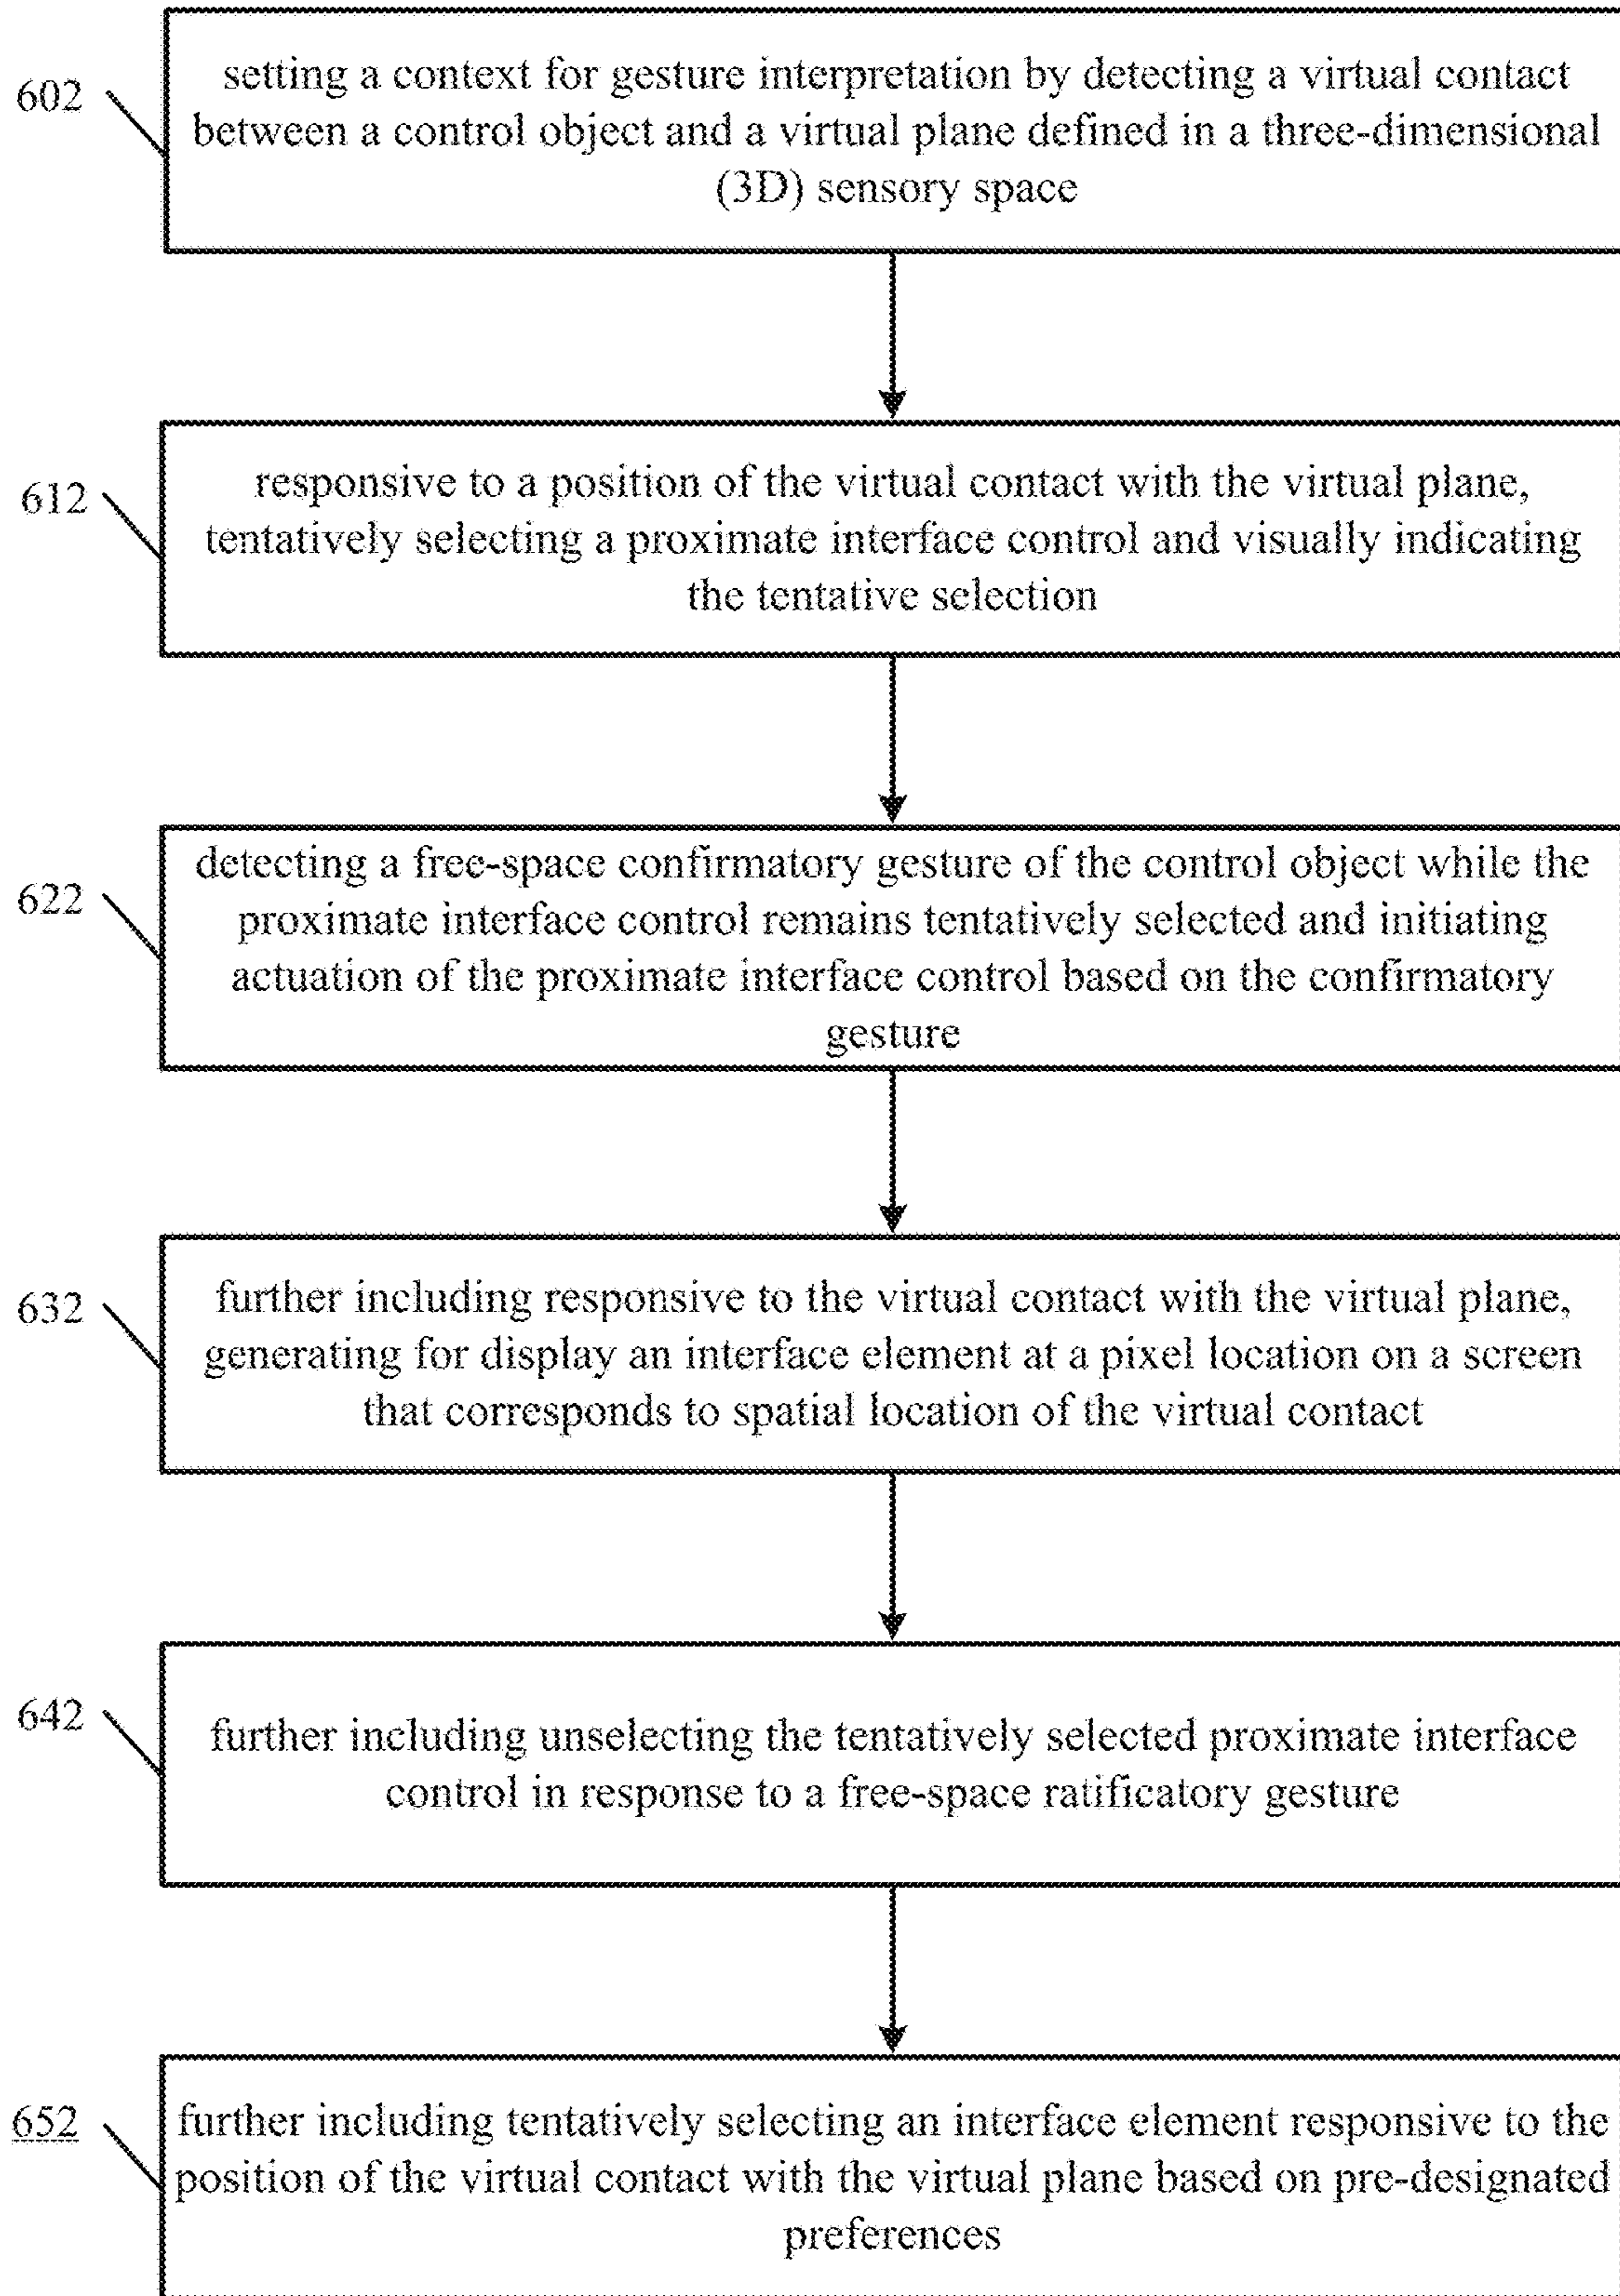 602
setting a context for gesture interpretation by detecting a virtual contact
between a control object and a virtual plane defined in a three-dimensional
(3D) sensory space
612
responsive to a position of the virtual contact with the virtual plane,
tentatively selecting a proximate interface control and visually indicating
the tentative selection
622
detecting a free-space confirmatory gesture of the control object while the
proximate interface control remains tentatively selected and initiating
actuation of the proximate interface control based on the confirmatory
gesture
632
further including responsive to the virtual contact with the virtual plane,
generating for display an interface element at a pixel location on a screen
that corresponds to spatial location of the virtual contact
642
further including unselecting the tentatively selected proximate interface
control in response to a free-space ratificatory gesture
652
further including tentatively selecting an interface element responsive to the
position of the virtual contact with the virtual plane based on pre-designated
preferences